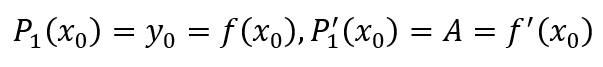 P₁(x₀) = y₀ = f(x₀), P₁′(x₀) = A = f′(x₀)